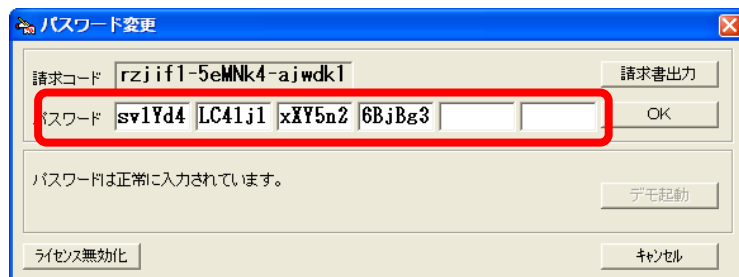 パスワード変更
請求コード rzjif1-5eMNk4-ajwdk1 請求書出力
パスワード sv1Yd4 LC41j1 xXY5n2 6BjBg3 OK
パスワードは正常に入力されています。
デモ起動
ライセンス無効化 キャンセル